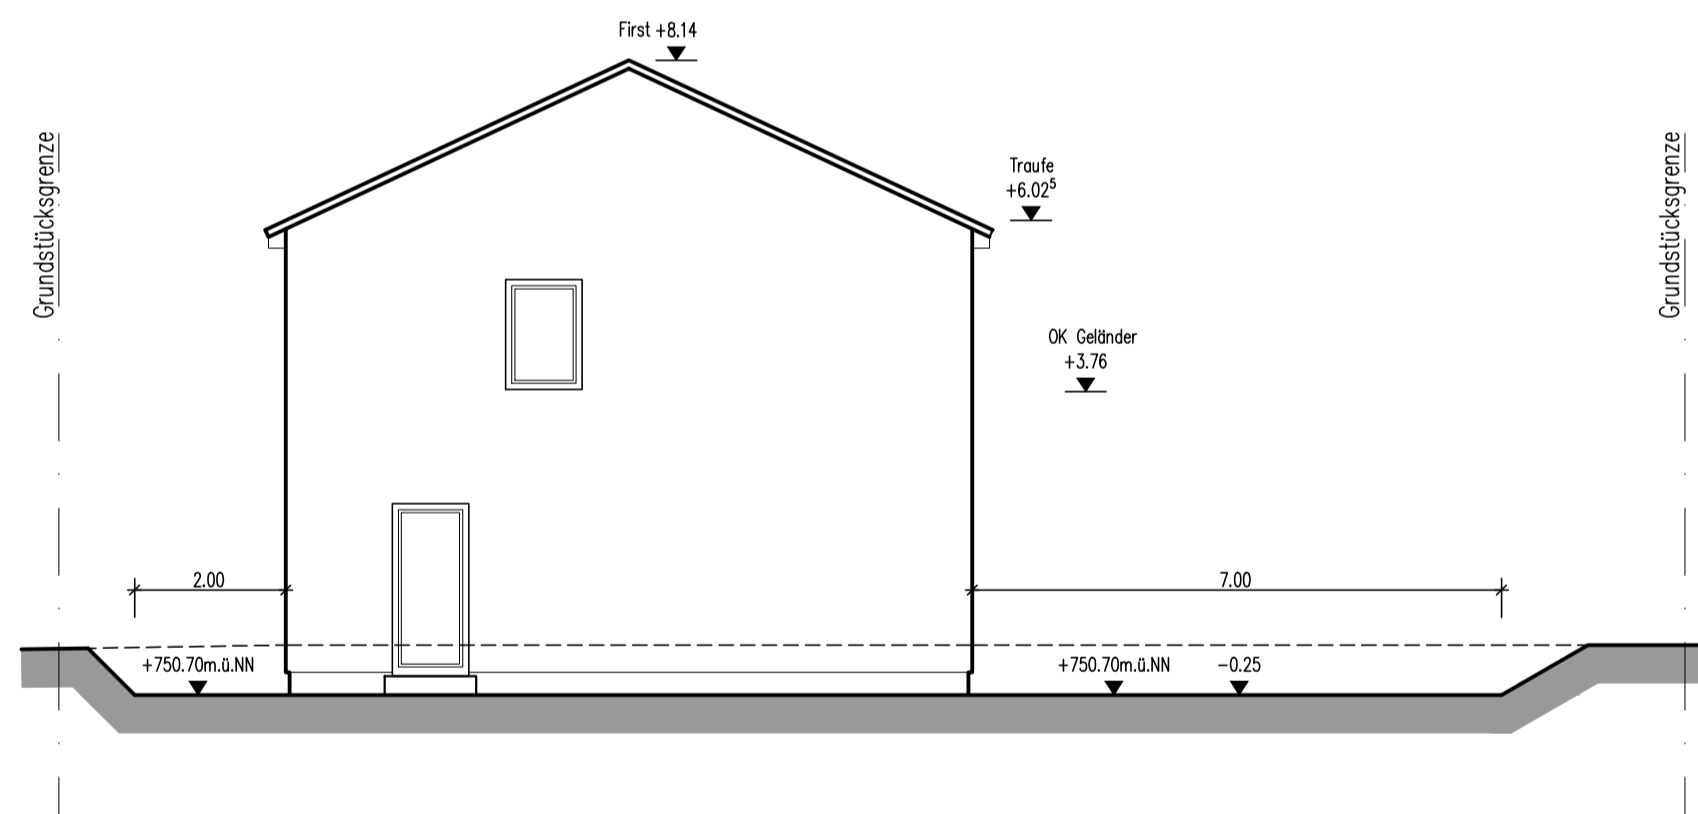 First +8.14
Grundstücksgrenze
Grundstücksgrenze
Traufe
+6.02⁵
OK Geländer
+3.76
2.00
7.00
+750.70m.ü.NN
+750.70m.ü.NN
-0.25